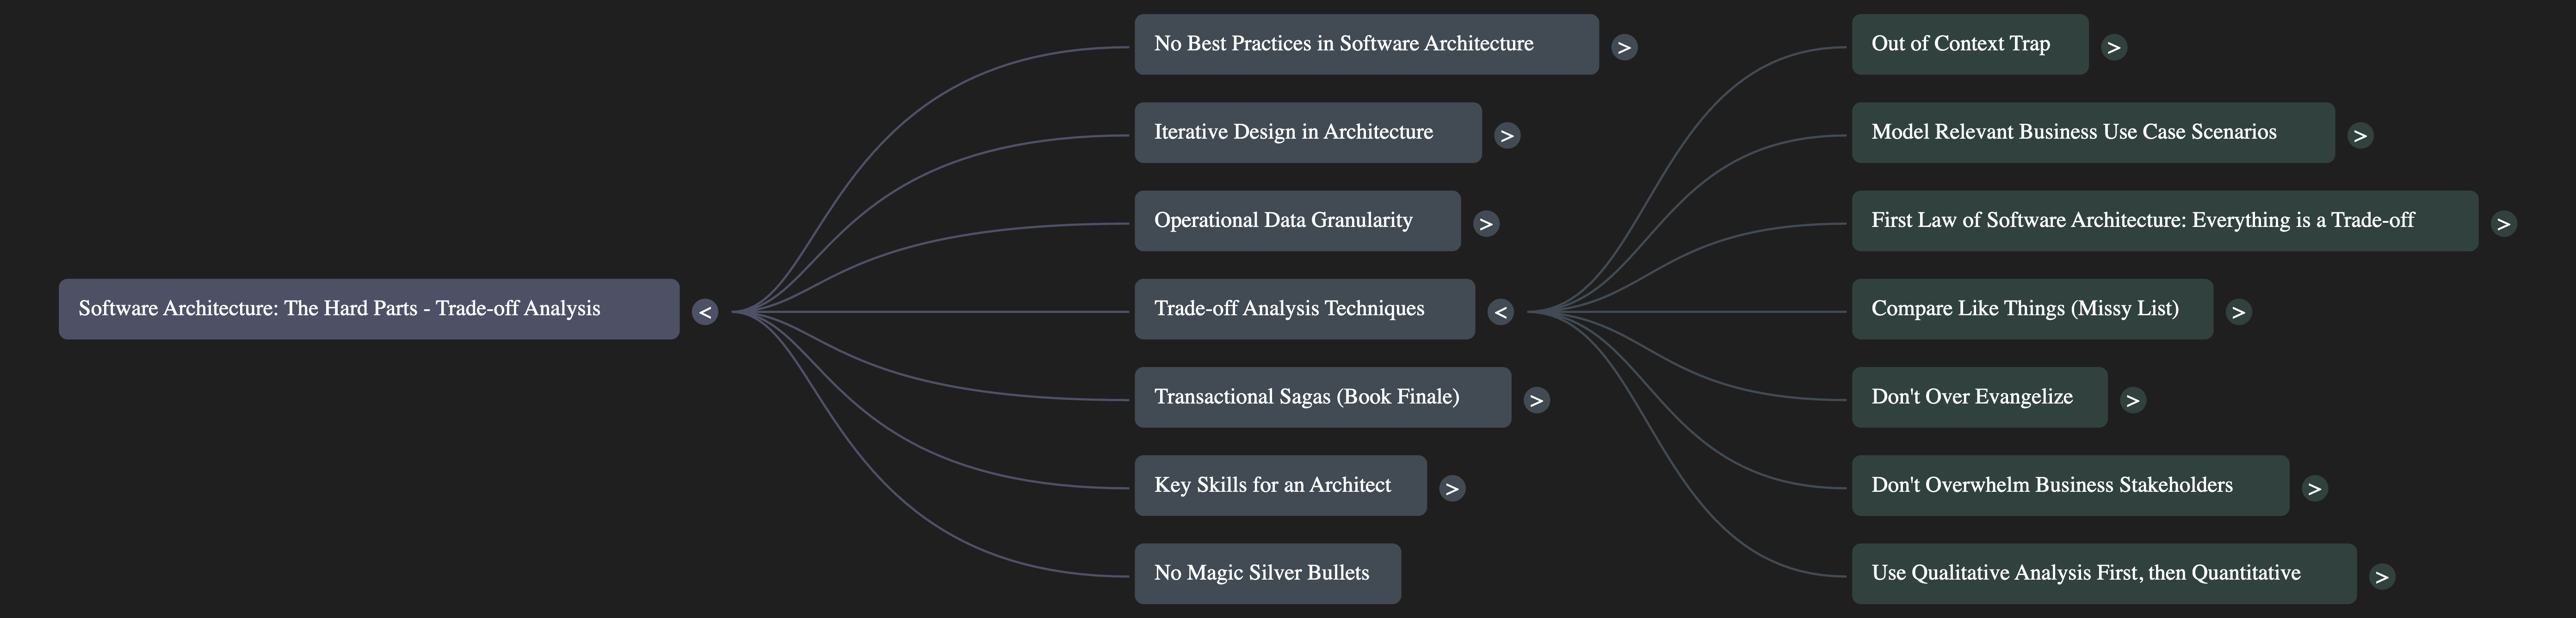 Software Architecture: The Hard Parts - Trade-off Analysis
<
No Best Practices in Software Architecture
>
Iterative Design in Architecture
>
Operational Data Granularity
>
Trade-off Analysis Techniques
<
Transactional Sagas (Book Finale)
>
Key Skills for an Architect
>
No Magic Silver Bullets
Out of Context Trap
>
Model Relevant Business Use Case Scenarios
>
First Law of Software Architecture: Everything is a Trade-off
>
Compare Like Things (Missy List)
>
Don't Over Evangelize
>
Don't Overwhelm Business Stakeholders
>
Use Qualitative Analysis First, then Quantitative
>